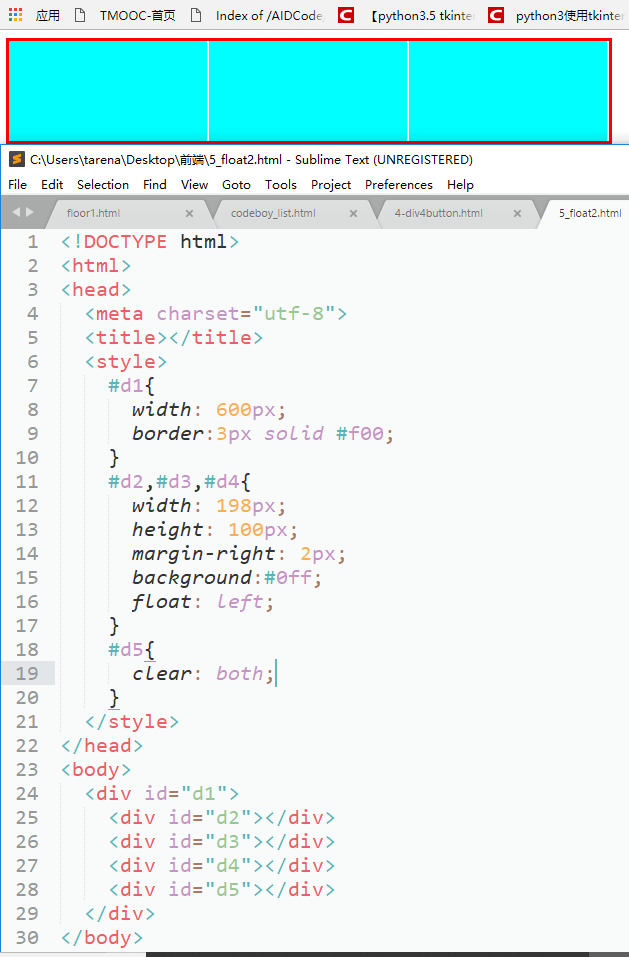 应用 TMOOC-首页 Index of /AIDCode 【python3.5 tkinte python3使用tkinter
C:\Users\tarena\Desktop\前端\5_float2.html - Sublime Text (UNREGISTERED)
File Edit Selection Find View Goto Tools Project Preferences Help
floor1.html × codeboy_list.html × 4-div4button.html × 5_float2.html
1 <!DOCTYPE html>
2 <html>
3 <head>
4 <meta charset="utf-8">
5 <title></title>
6 <style>
7 #d1{
8 width: 600px;
9 border:3px solid #f00;
10 }
11 #d2,#d3,#d4{
12 width: 198px;
13 height: 100px;
14 margin-right: 2px;
15 background:#0ff;
16 float: left;
17 }
18 #d5{
19 clear: both;
20 }
21 </style>
22 </head>
23 <body>
24 <div id="d1">
25 <div id="d2"></div>
26 <div id="d3"></div>
27 <div id="d4"></div>
28 <div id="d5"></div>
29 </div>
30 </body>